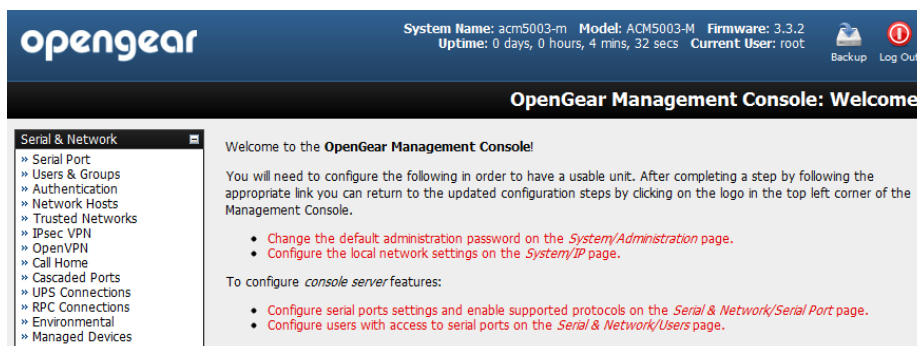 opengear
System Name: acm5003-m Model: ACM5003-M Firmware: 3.3.2
Uptime: 0 days, 0 hours, 4 mins, 32 secs Current User: root
Backup
Log Out
OpenGear Management Console: Welcome
Serial & Network
» Serial Port
» Users & Groups
» Authentication
» Network Hosts
» Trusted Networks
» IPsec VPN
» OpenVPN
» Call Home
» Cascaded Ports
» UPS Connections
» RPC Connections
» Environmental
» Managed Devices
Welcome to the OpenGear Management Console!
You will need to configure the following in order to have a usable unit. After completing a step by following the
appropriate link you can return to the updated configuration steps by clicking on the logo in the top left corner of the
Management Console.
• Change the default administration password on the System/Administration page.
• Configure the local network settings on the System/IP page.
To configure console server features:
• Configure serial ports settings and enable supported protocols on the Serial & Network/Serial Port page.
• Configure users with access to serial ports on the Serial & Network/Users page.